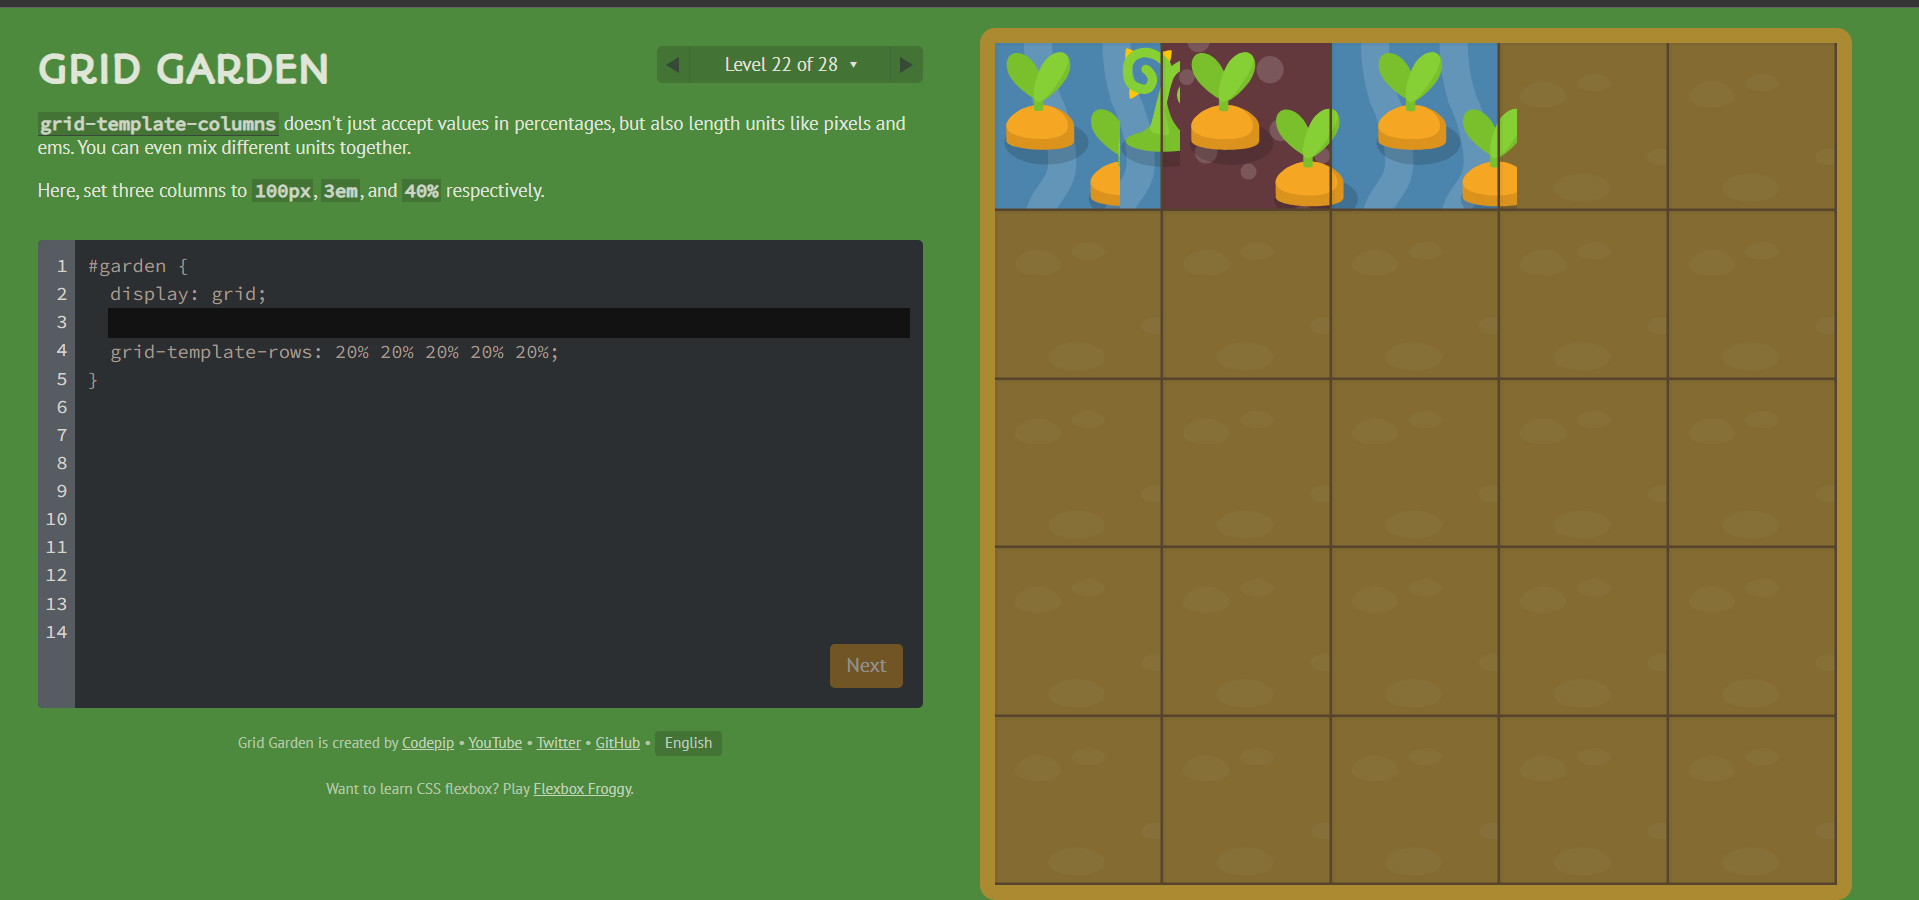 GRID GARDEN
Level 22 of 28
grid-template-columns doesn't just accept values in percentages, but also length units like pixels and
ems. You can even mix different units together.
Here, set three columns to 100px, 3em, and 40% respectively.
1 #garden {
2 display: grid;
3
4 grid-template-rows: 20% 20% 20% 20% 20%;
5 }
6
7
8
9
10
11
12
13
14
Next
Grid Garden is created by Codepip • YouTube • Twitter • GitHub • English
Want to learn CSS flexbox? Play Flexbox Froggy.